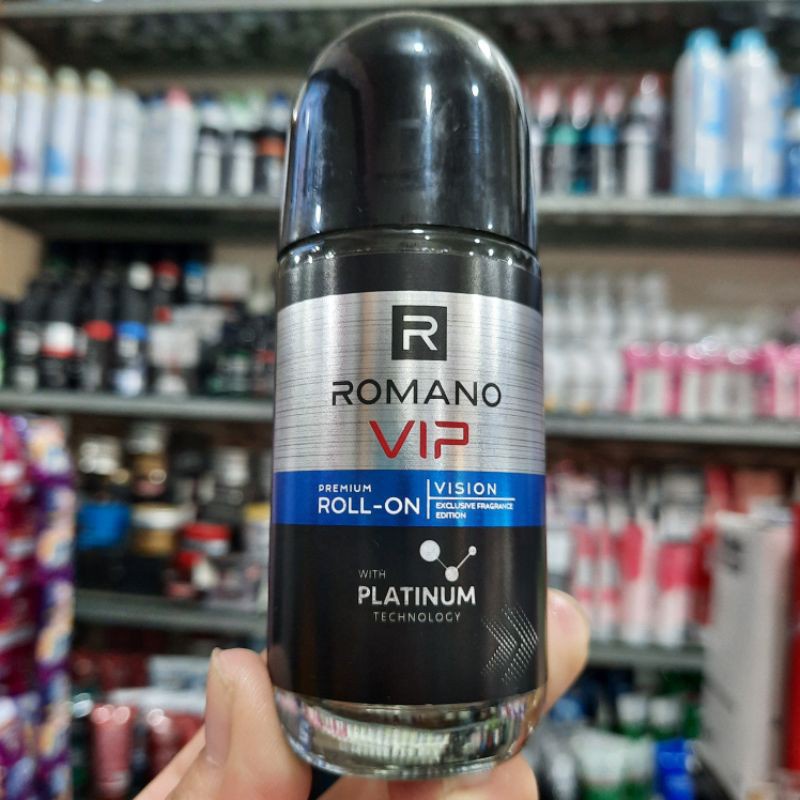 R
ROMANO
VIP
PREMIUM
ROLL-ON
VISION
EXCLUSIVE FRAGRANCE
EDITION
WITH
PLATINUM
TECHNOLOGY